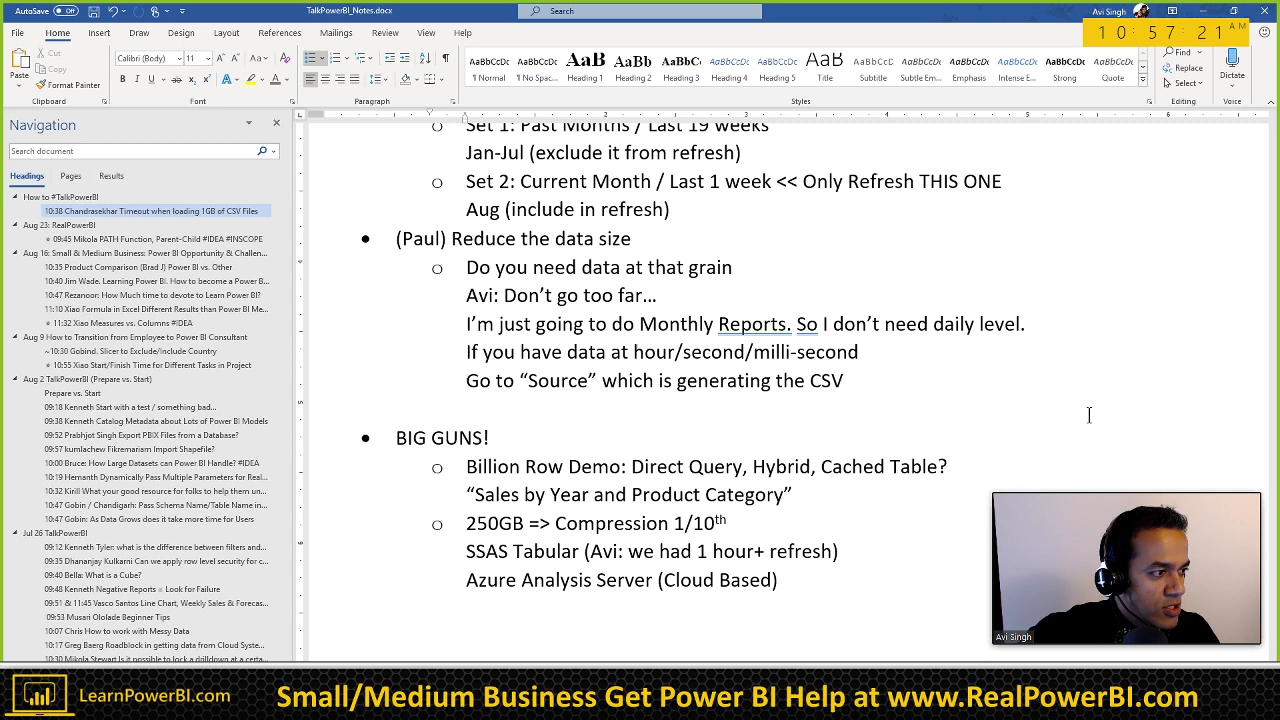 AutoSave Off
TalkPowerBI_Notes.docx
Search
Avi Singh
10:57:21 AM
File Home Insert Draw Design Layout References Mailings Review View Help
Paste
Cut
Copy
Format Painter
Clipboard
Calibri (Body) 11
Font
Paragraph
AaBbCcDc AaBbCcDc AaB AaBb AaBbC AaBbCcDc AaBbCcD AaB AaBbCcD AaBbCcDc AaBbCcDc AaBbCcDc AaBbCcDc AaBbCcDc
¶ Normal ¶ No Spac... Heading 1 Heading 2 Heading 3 Heading 4 Heading 5 Title Subtitle Subtle Em... Emphasis Intense E... Strong Quote
Styles
Find
Replace
Select
Editing
Dictate
Voice
Navigation
Search document
Headings Pages Results
How to #TalkPowerBI
10:38 Chandrasekhar Timeout when loading 1GB of CSV Files
Aug 23: RealPowerBI
09:45 Mikola PATH Function, Parent-Child #IDEA #INSCOPE
Aug 16: Small & Medium Business: Power BI Opportunity & Challen...
10:35 Product Comparison (Brad J) Power BI vs. Other
10:40 Jim Wade. Learning Power BI. How to become a Power B...
10:47 Rezanoor: How Much time to devote to Learn Power BI?
11:10 Xiao Formula in Excel Different Results than Power BI Me...
11:32 Xiao Measures vs. Columns #IDEA
Aug 9 How to Transition from Employee to Power BI Consultant
~10:30 Gobind. Slicer to Exclude/Include Country
10:55 Xiao Start/Finish Time for Different Tasks in Project
Aug 2 TalkPowerBI (Prepare vs. Start)
Prepare vs. Start
09:18 Kenneth Start with a test / something bad...
09:38 Kenneth Catalog Metadata about Lots of Power BI Models
09:52 Prabhjot Singh Export PBIX Files from a Database?
09:57 kumlachew Fikremariam Import Shapefile?
10:00 Bruce: How Large Datasets can Power BI Handle? #IDEA
10:19 Hemanth Dynamically Pass Multiple Parameters for Real...
10:32 Kirill What your good resource for folks to help them un...
10:47 Gobin / Chandigarh: Pass Schema Name/Table Name in...
10:47 Gobin: As Data Grows does it take more time for Users
Jul 26 TalkPowerBI
09:12 Kenneth Tyler: what is the difference between filters and...
09:35 Dhananjay Kulkarni Can we apply row level security for c...
09:40 Bella: What is a Cube?
09:48 Kenneth Negative Reports Look for Failure
09:51 & 11:45 Vasco Santos Line Chart, Weekly Sales & Forecas...
09:53 Musari Ololade Beginner Tips
10:07 Chris How to work with Messy Data
10:17 Greg Baerg Roadblock in getting data from Cloud Syste...
10:30 Mikola Stewart Is it possible to lock a drilldown at a certa...
o Set 1: Past Months / Last 19 weeks
Jan-Jul (exclude it from refresh)
o Set 2: Current Month / Last 1 week << Only Refresh THIS ONE
Aug (include in refresh)
• (Paul) Reduce the data size
o Do you need data at that grain
Avi: Don’t go too far…
I’m just going to do Monthly Reports. So I don’t need daily level.
If you have data at hour/second/milli-second
Go to “Source” which is generating the CSV
• BIG GUNS!
o Billion Row Demo: Direct Query, Hybrid, Cached Table?
“Sales by Year and Product Category”
o 250GB => Compression 1/10th
SSAS Tabular (Avi: we had 1 hour+ refresh)
Azure Analysis Server (Cloud Based)
Avi Singh
LearnPowerBI.com
Small/Medium Business Get Power BI Help at www.RealPowerBI.com